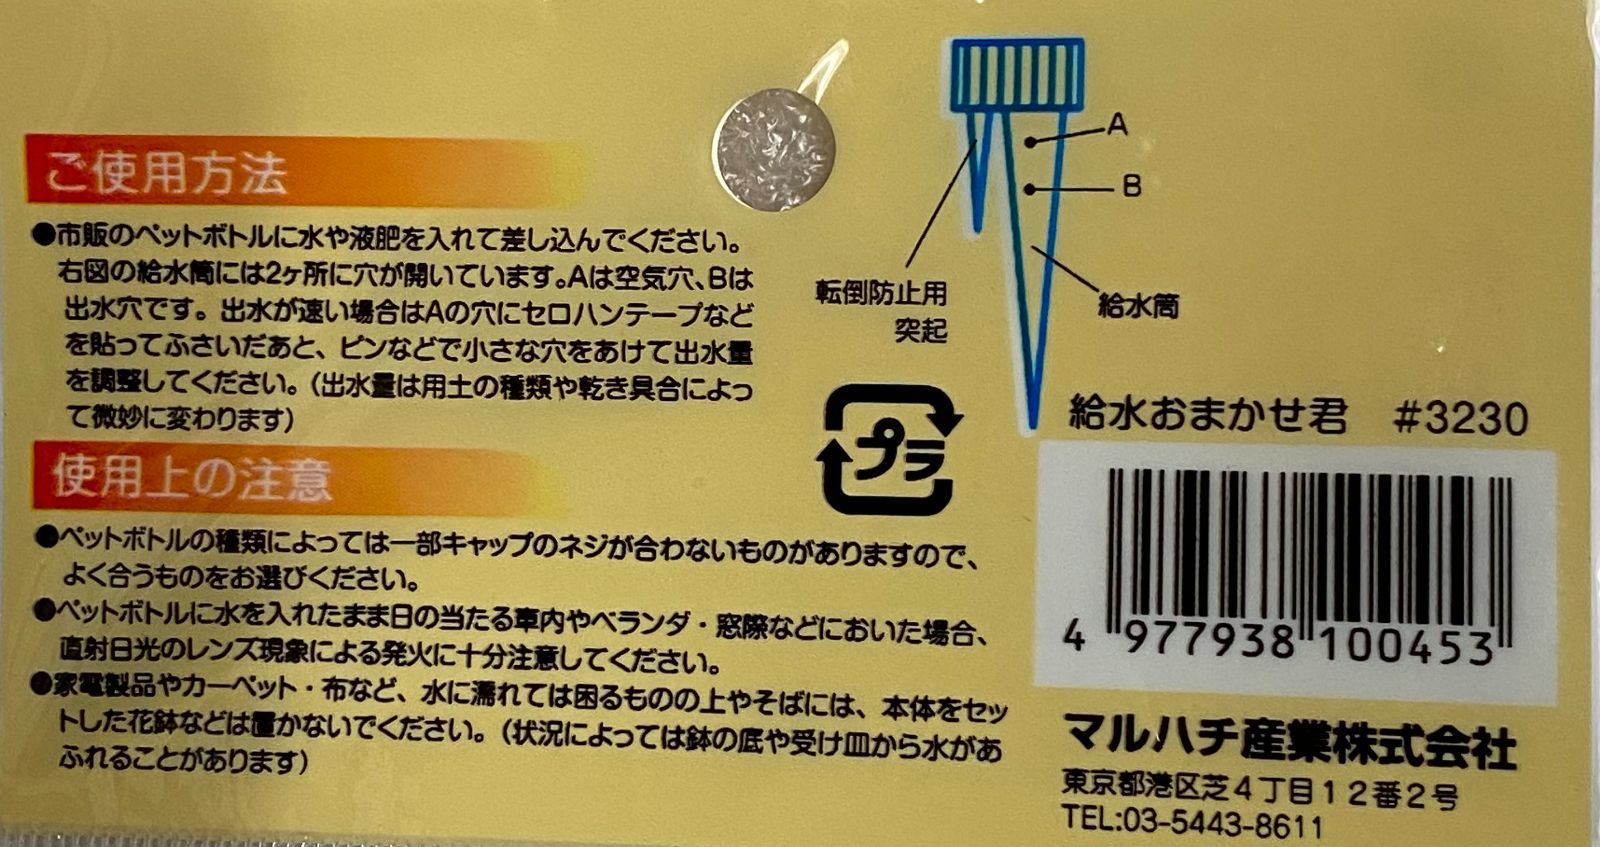 ご使用方法
●市販のペットボトルに水や液肥を入れて差し込んでください。
右図の給水筒には2ヶ所に穴が開いています。Aは空気穴、Bは
出水穴です。出水が速い場合はAの穴にセロハンテープなど
を貼ってふさいだあと、ピンなどで小さな穴をあけて出水量
を調整してください。（出水量は用土の種類や乾き具合によっ
て微妙に変わります）
使用上の注意
●ペットボトルの種類によっては一部キャップのネジが合わないものがありますので、
よく合うものをお選びください。
●ペットボトルに水を入れたまま日の当たる車内やベランダ・窓際などにおいた場合、
直射日光のレンズ現象による発火に十分注意してください。
●家電製品やカーペット・布など、水に濡れては困るものの上やそばには、本体をセッ
トした花鉢などは置かないでください。（状況によっては鉢の底や受け皿から水があ
ふれることがあります）
A
B
転倒防止用
突起
給水筒
プラ
給水おまかせ君 #3230
4 977938 100453
マルハチ産業株式会社
東京都港区芝4丁目12番2号
TEL:03-5443-8611